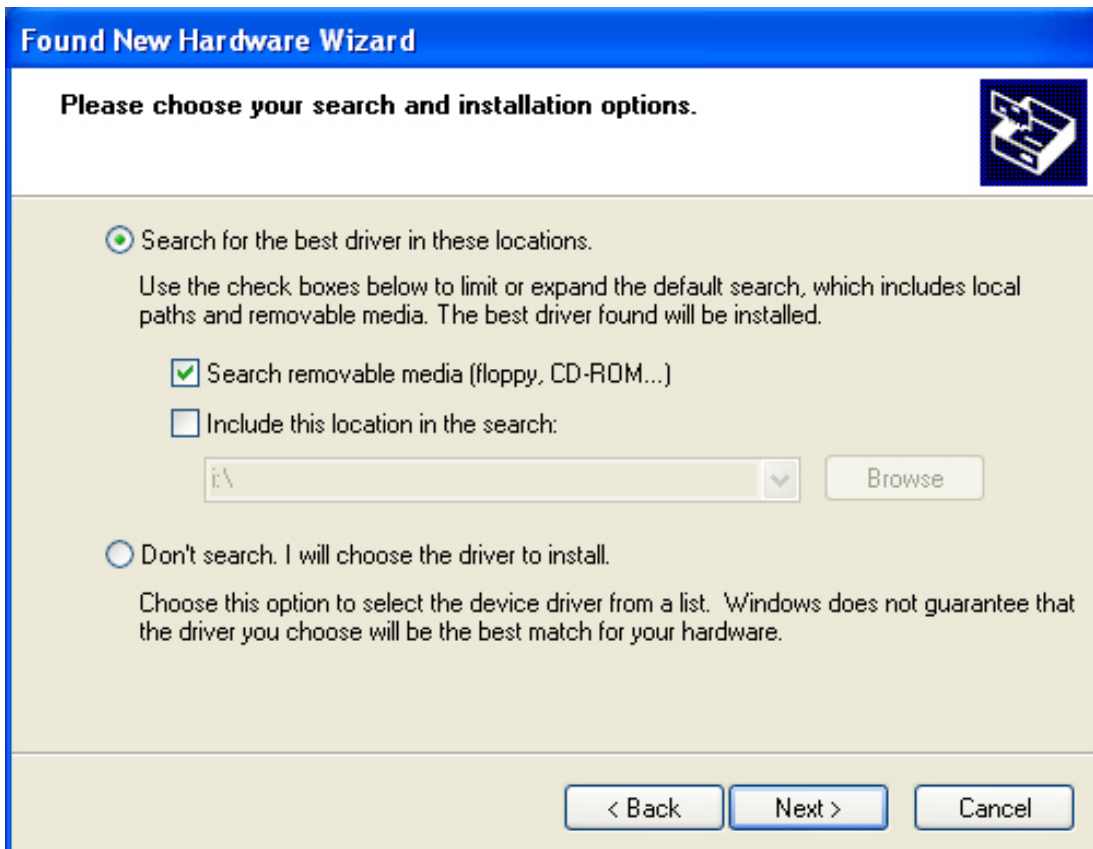 Found New Hardware Wizard
Please choose your search and installation options.
Search for the best driver in these locations.
Use the check boxes below to limit or expand the default search, which includes local
paths and removable media. The best driver found will be installed.
Search removable media (floppy, CD-ROM...)
Include this location in the search:
i:\
Browse
Don't search. I will choose the driver to install.
Choose this option to select the device driver from a list. Windows does not guarantee that
the driver you choose will be the best match for your hardware.
< Back
Next >
Cancel